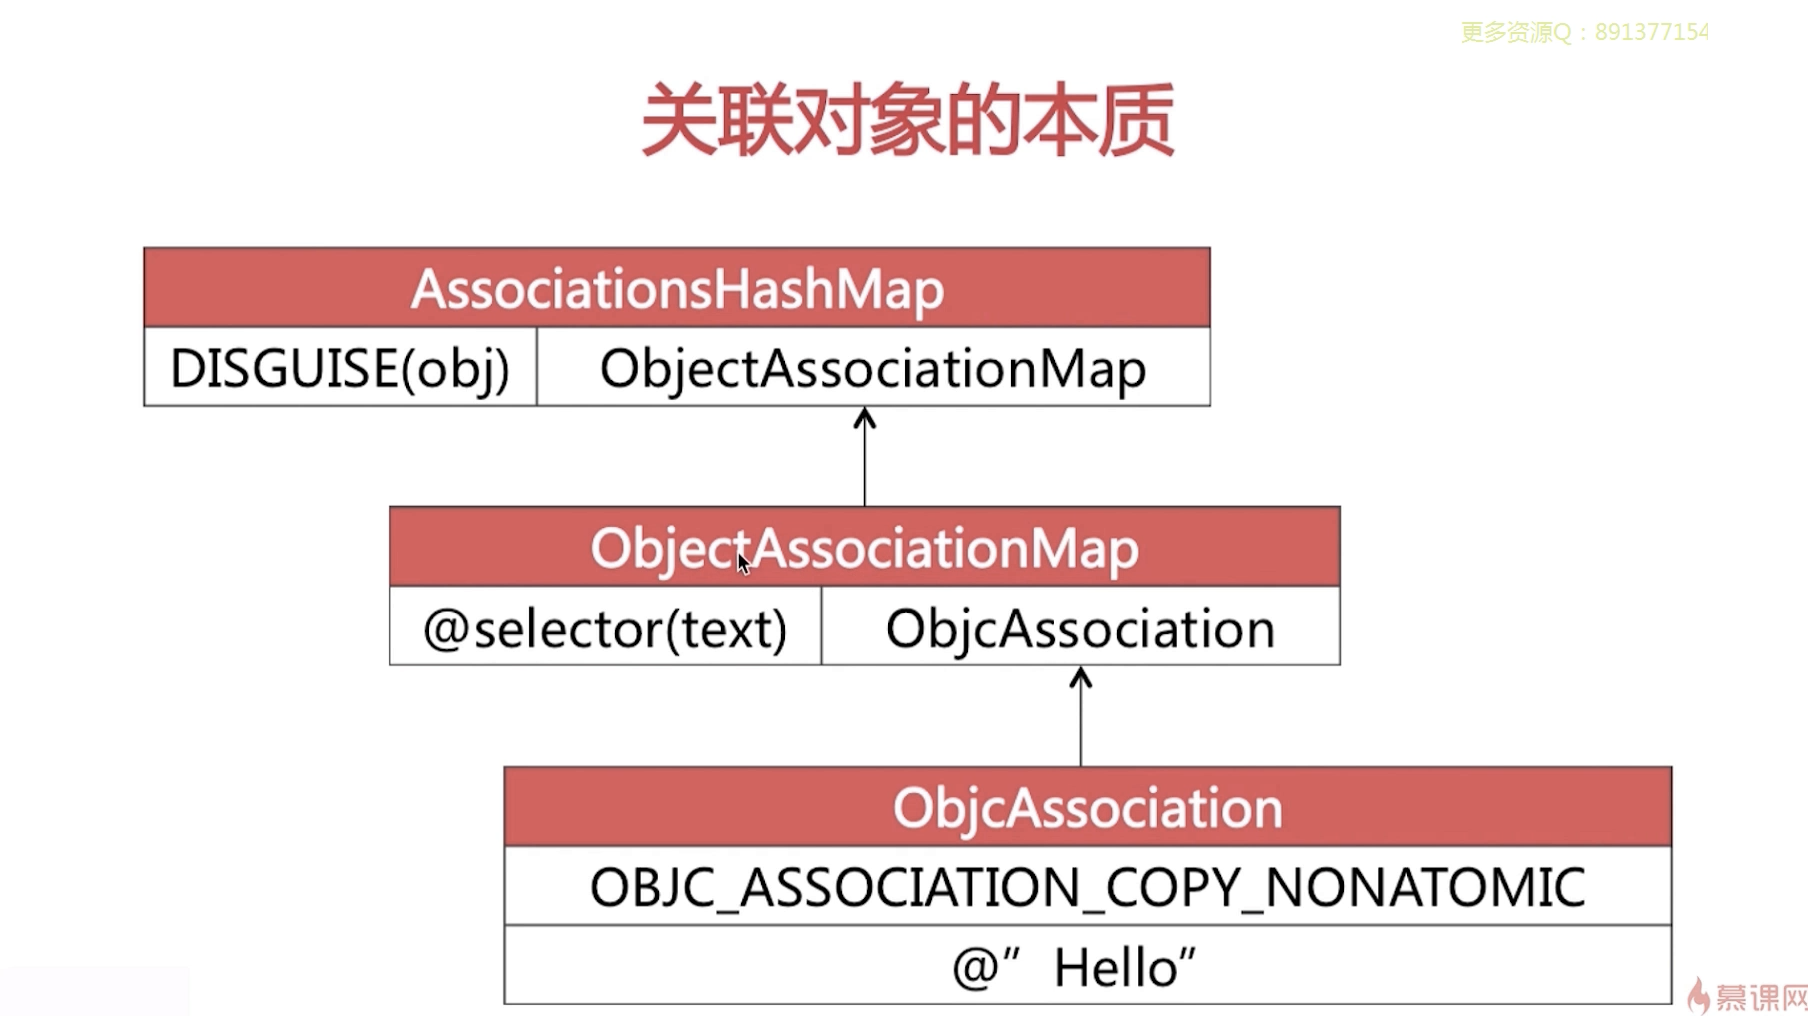 更多资源Q：891377154
关联对象的本质
AssociationsHashMap
DISGUISE(obj) ObjectAssociationMap
ObjectAssociationMap
@selector(text) ObjcAssociation
ObjcAssociation
OBJC_ASSOCIATION_COPY_NONATOMIC
@” Hello”
慕课网